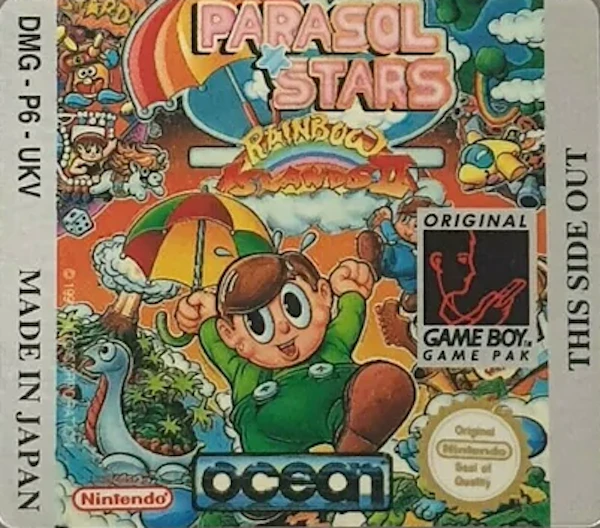 DMG - P6 - UKV
MADE IN JAPAN
PARASOL
STARS
RAINBOW
ISLANDS II
ORIGINAL
GAME BOY™
GAME PAK
THIS SIDE OUT
Original
Nintendo
Seal of
Quality
Nintendo®
ocean